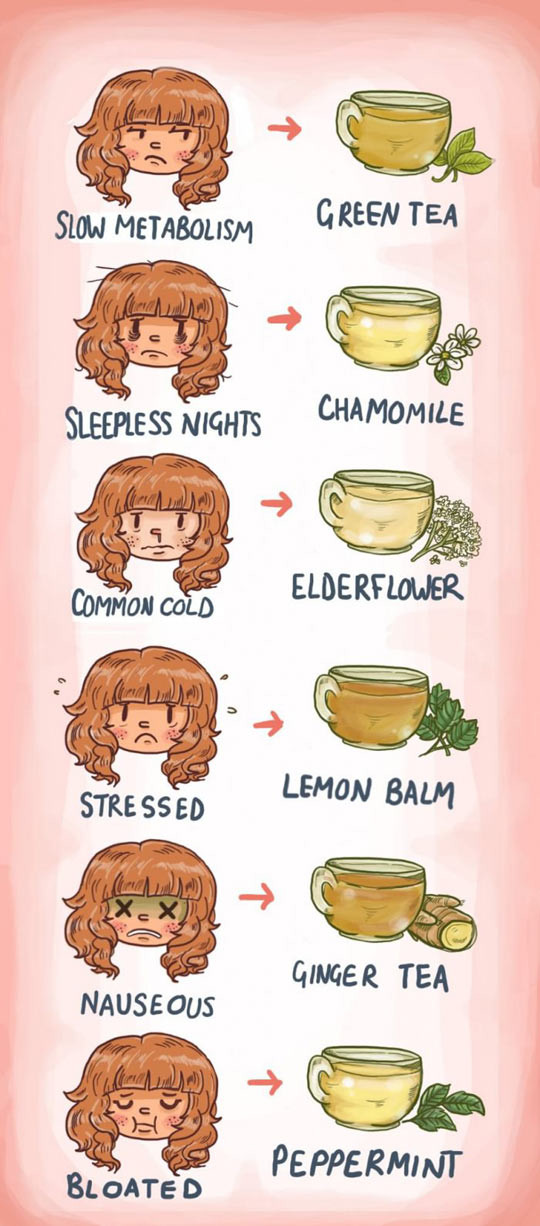 SLOW METABOLISM
GREEN TEA
SLEEPLESS NIGHTS
CHAMOMILE
COMMON COLD
ELDERFLOWER
STRESSED
LEMON BALM
NAUSEOUS
GINGER TEA
BLOATED
PEPPERMINT